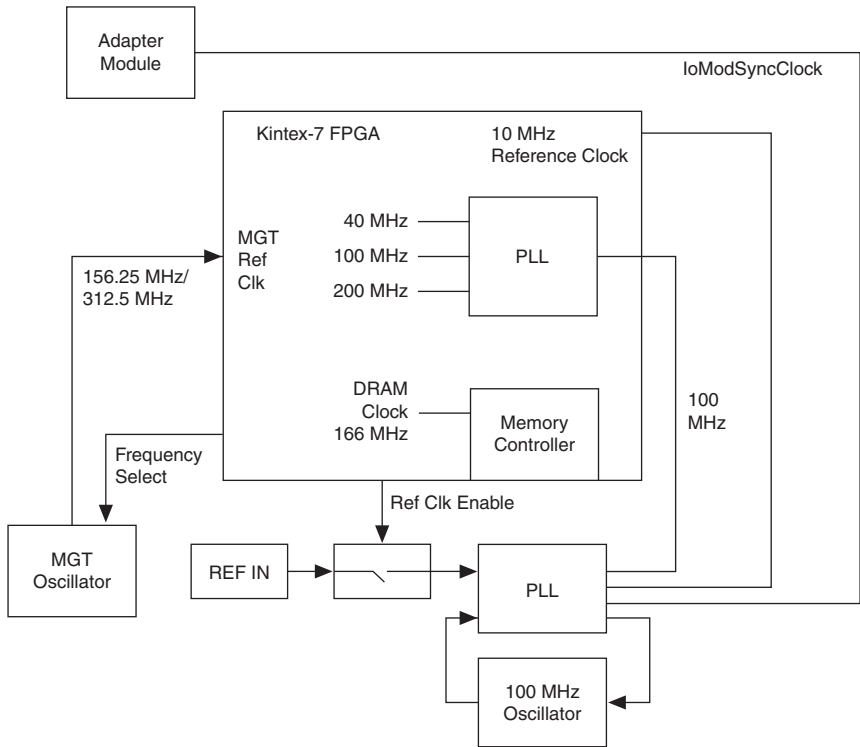 Adapter
Module
IoModSyncClock
Kintex-7 FPGA
10 MHz
Reference Clock
MGT
Ref
Clk
40 MHz
100 MHz
200 MHz
PLL
156.25 MHz/
312.5 MHz
DRAM
Clock
166 MHz
Memory
Controller
100
MHz
Frequency
Select
Ref Clk Enable
MGT
Oscillator
REF IN
PLL
100 MHz
Oscillator